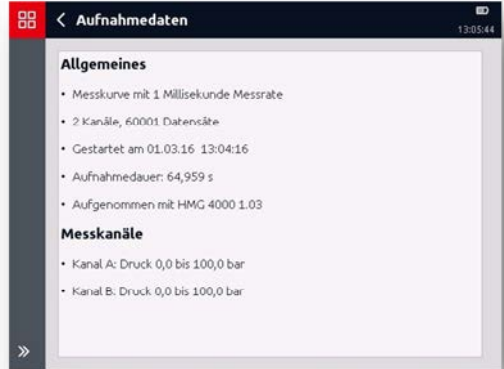 Aufnahmedaten
13:05:44
Allgemeines
• Messkurve mit 1 Millisekunde Messrate
• 2 Kanäle, 60001 Datensäte
• Gestartet am 01.03.16 13:04:16
• Aufnahmedauer: 64,959 s
• Aufgenommen mit HMG 4000 1.03
Messkanäle
• Kanal A: Druck 0,0 bis 100,0 bar
• Kanal B: Druck 0,0 bis 100,0 bar